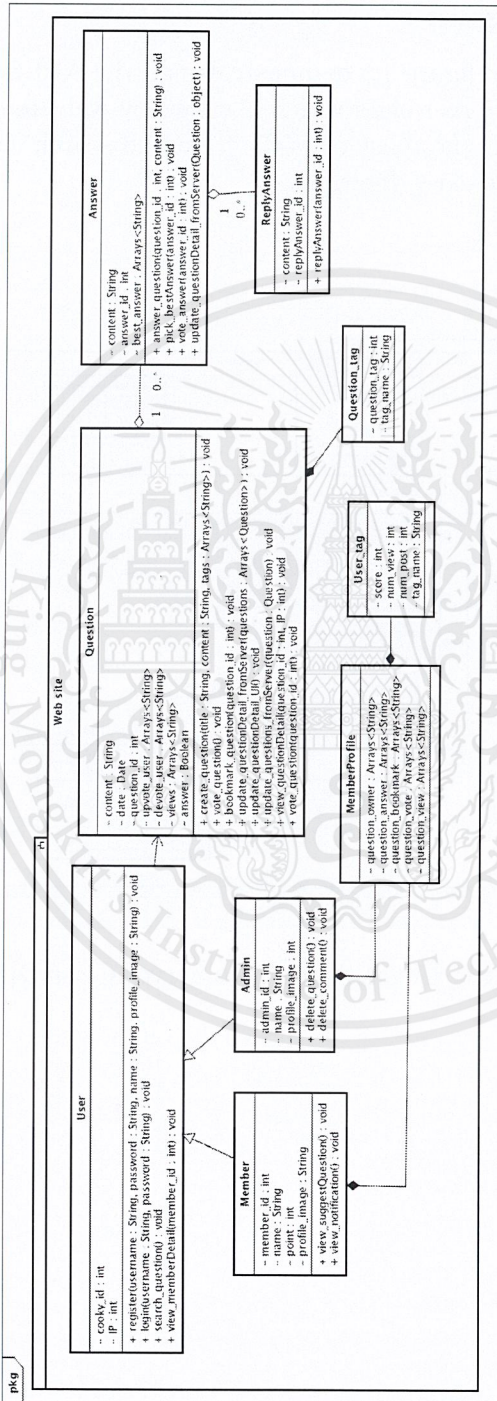 pkg
Web site
User
- cooky_id : int
- IP : int
+ register(username : String, password : String, name : String, profile_image : String) : void
+ login(username : String, password : String) : void
+ search_question() : void
+ view_memberDetail(member_id : int) : void
Member
- member_id : int
- name : String
- point : int
- profile_image : String
+ view_suggestQuestion() : void
+ view_notification() : void
Admin
- admin_id : int
- name : String
- profile_image : int
+ delete_question() : void
+ delete_comment() : void
Question
- content : String
- date : Date
- question_id : int
- upvote_user : Arrays<String>
- devote_user : Arrays<String>
- views : Arrays<String>
- answer : Boolean
+ create_question(title : String, content : String, tags : Arrays<String>) : void
+ vote_question() : void
+ bookmark_question(question_id : int) : void
+ update_questionDetail_fromServer(questions : Arrays<Question>) : void
+ update_questionDetail_UI() : void
+ update_questions_fromServer(question : Question) : void
+ view_questionDetail(question_id : int, IP : int) : void
+ vote_question(question_id : int) : void
MemberProfile
- question_owner : Arrays<String>
- question_answer : Arrays<String>
- question_bookmark : Arrays<String>
- question_vote : Arrays<String>
- question_view : Arrays<String>
User_tag
- score : int
- num_view : int
- num_post : int
- tag_name : String
Question_tag
- question_tag : int
- tag_name : String
1
0..*
Answer
- content : String
- answer_id : int
- best_answer : Arrays<String>
+ answer_question(question_id : int, content : String) : void
+ pick_bestAnswer(answer_id : int) : void
+ vote_answer(answer_id : int) : void
+ update_questionDetail_fromServer(Question : object) : void
1
0..*
ReplyAnswer
- content : String
- replyAnswer_id : int
+ replyAnswer(answer_id : int) : void